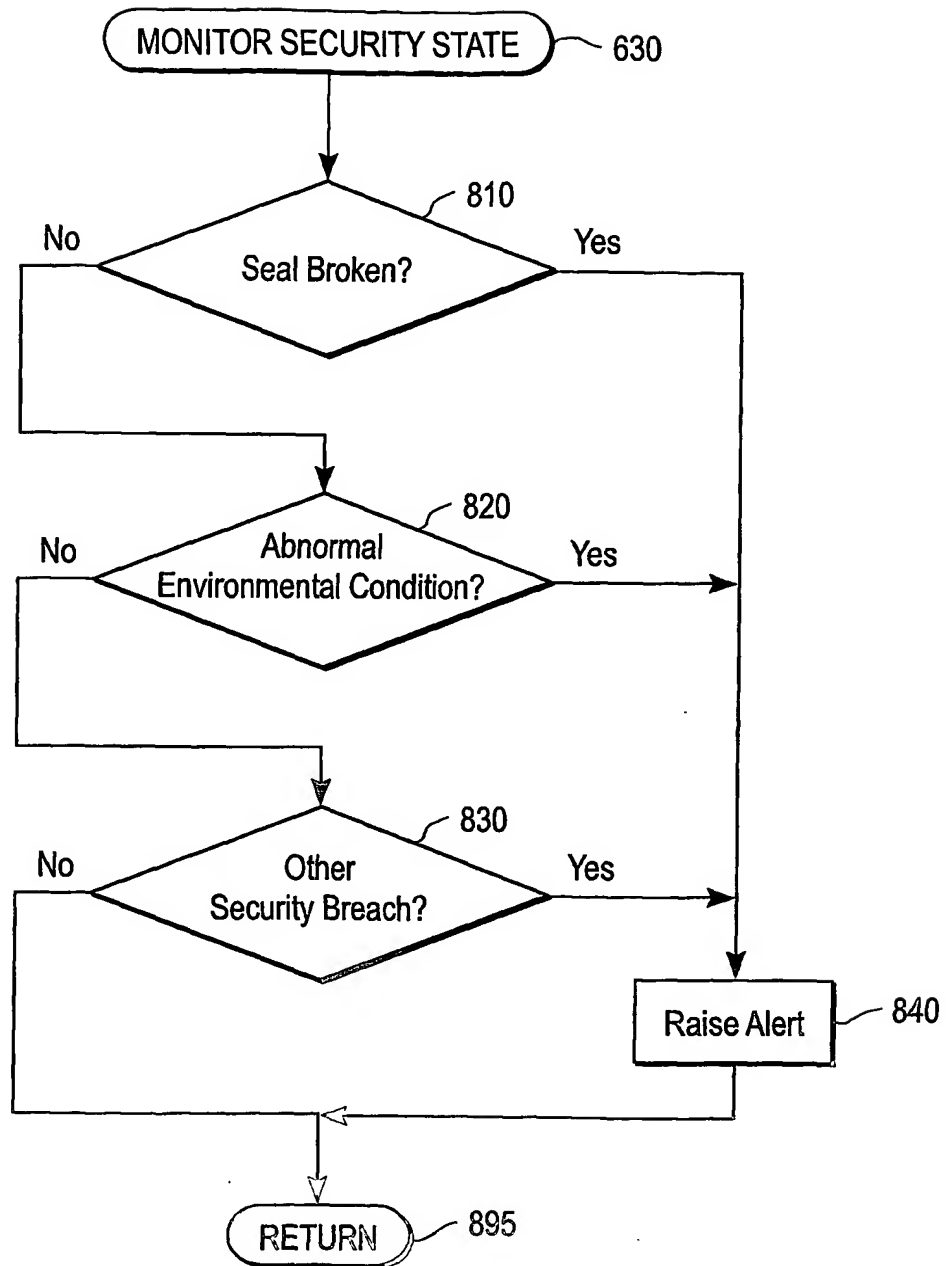 MONITOR SECURITY STATE
630
810
No
Yes
Seal Broken?
820
No
Yes
Abnormal
Environmental Condition?
830
No
Yes
Other
Security Breach?
Raise Alert
840
RETURN
895